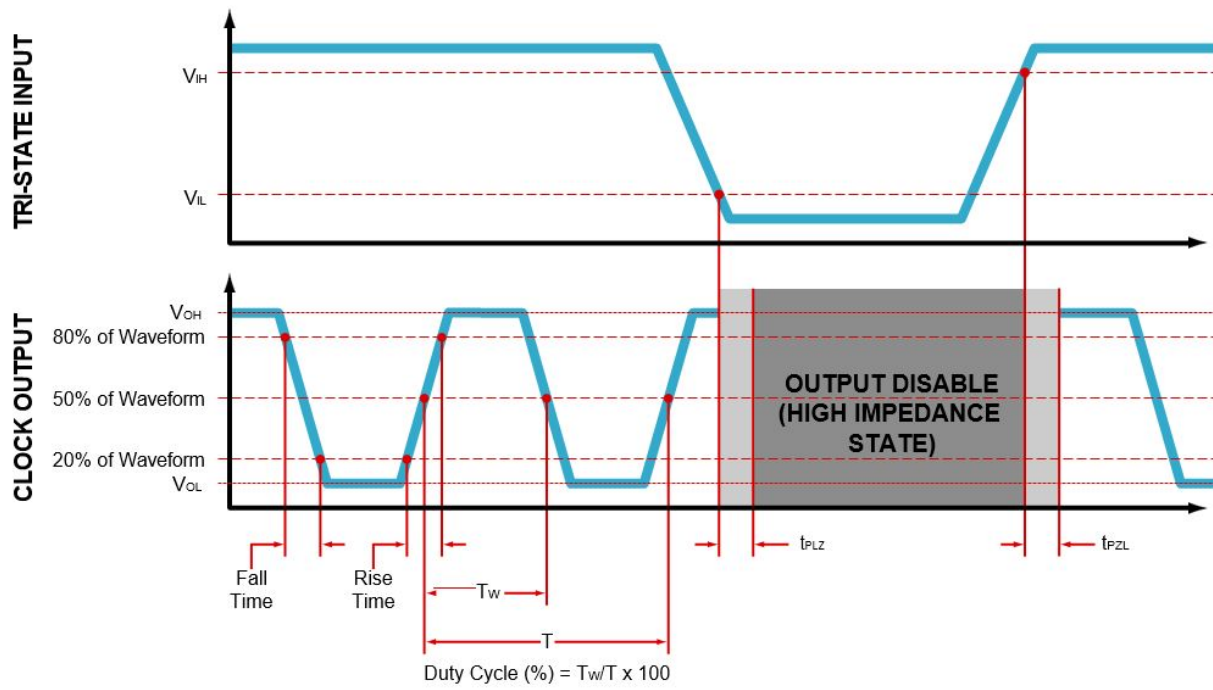 TRI-STATE INPUT
VIH
VIL
CLOCK OUTPUT
VOH
80% of Waveform
50% of Waveform
20% of Waveform
VOL
OUTPUT DISABLE
(HIGH IMPEDANCE
STATE)
tPLZ
tPZL
Fall
Time
Rise
Time
TW
T
Duty Cycle (%) = TW/T x 100